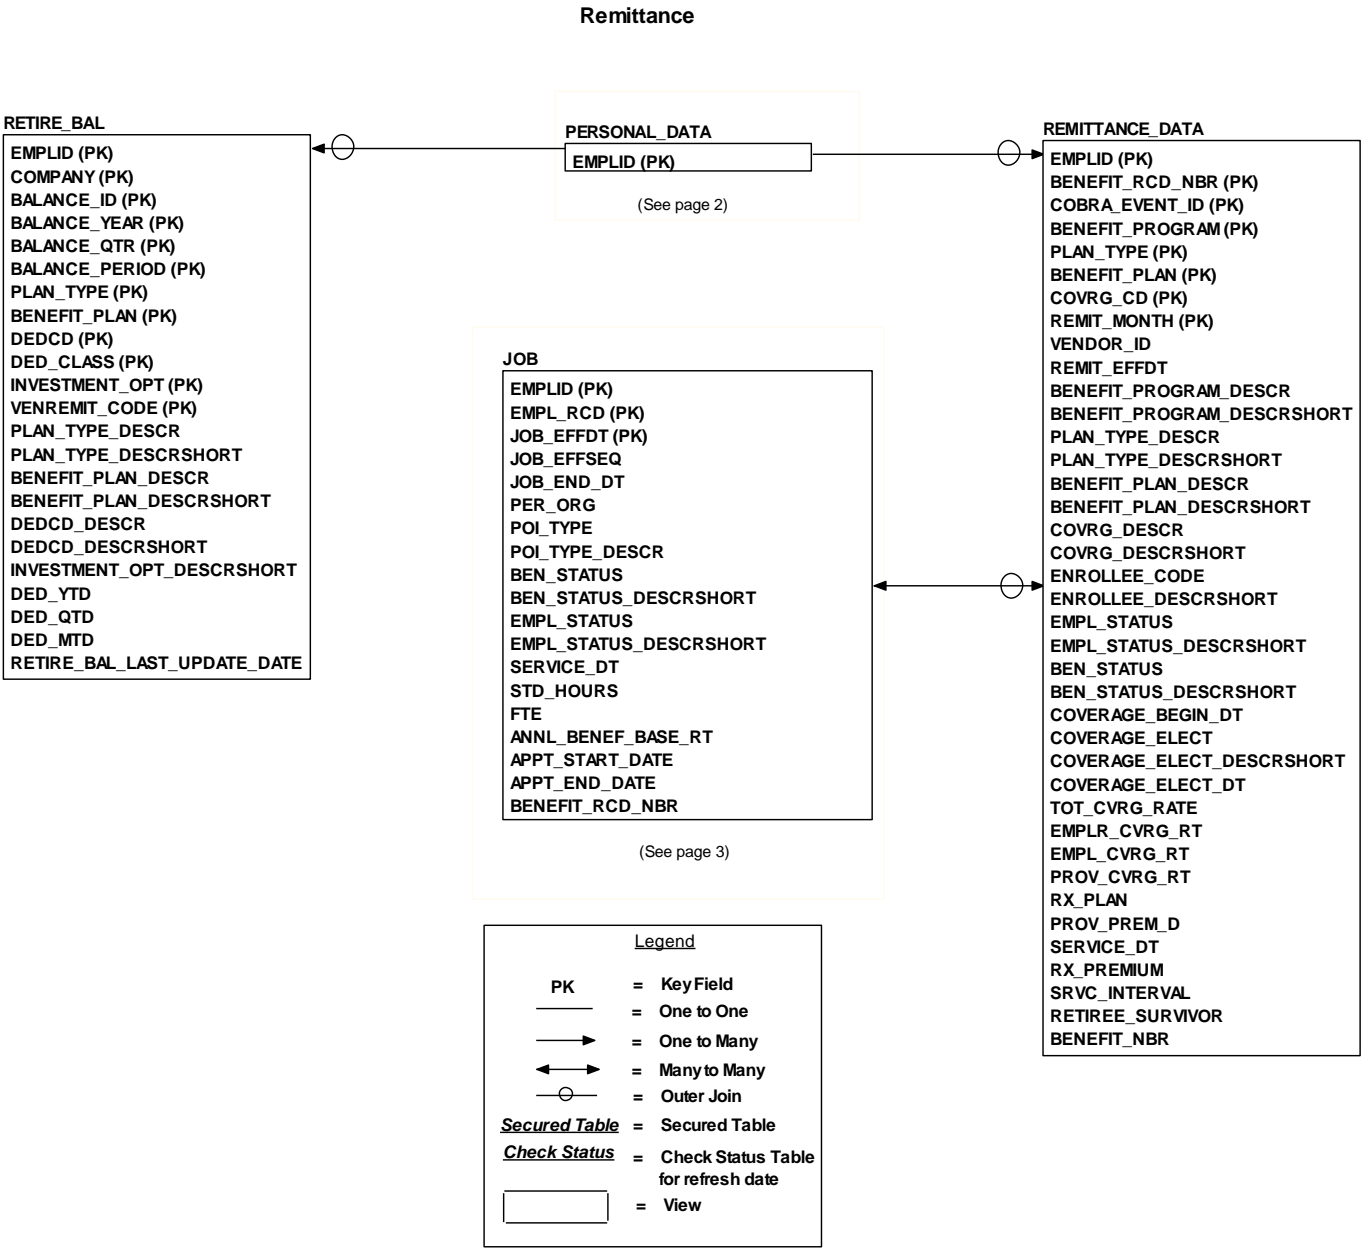 Remittance
RETIRE_BAL
EMPLID (PK)
COMPANY (PK)
BALANCE_ID (PK)
BALANCE_YEAR (PK)
BALANCE_QTR (PK)
BALANCE_PERIOD (PK)
PLAN_TYPE (PK)
BENEFIT_PLAN (PK)
DEDCD (PK)
DED_CLASS (PK)
INVESTMENT_OPT (PK)
VENREMIT_CODE (PK)
PLAN_TYPE_DESCR
PLAN_TYPE_DESCRSHORT
BENEFIT_PLAN_DESCR
BENEFIT_PLAN_DESCRSHORT
DEDCD_DESCR
DEDCD_DESCRSHORT
INVESTMENT_OPT_DESCRSHORT
DED_YTD
DED_QTD
DED_MTD
RETIRE_BAL_LAST_UPDATE_DATE
PERSONAL_DATA
EMPLID (PK)
(See page 2)
JOB
EMPLID (PK)
EMPL_RCD (PK)
JOB_EFFDT (PK)
JOB_EFFSEQ
JOB_END_DT
PER_ORG
POI_TYPE
POI_TYPE_DESCR
BEN_STATUS
BEN_STATUS_DESCRSHORT
EMPL_STATUS
EMPL_STATUS_DESCRSHORT
SERVICE_DT
STD_HOURS
FTE
ANNL_BENEF_BASE_RT
APPT_START_DATE
APPT_END_DATE
BENEFIT_RCD_NBR
(See page 3)
REMITTANCE_DATA
EMPLID (PK)
BENEFIT_RCD_NBR (PK)
COBRA_EVENT_ID (PK)
BENEFIT_PROGRAM (PK)
PLAN_TYPE (PK)
BENEFIT_PLAN (PK)
COVRG_CD (PK)
REMIT_MONTH (PK)
VENDOR_ID
REMIT_EFFDT
BENEFIT_PROGRAM_DESCR
BENEFIT_PROGRAM_DESCRSHORT
PLAN_TYPE_DESCR
PLAN_TYPE_DESCRSHORT
BENEFIT_PLAN_DESCR
BENEFIT_PLAN_DESCRSHORT
COVRG_DESCR
COVRG_DESCRSHORT
ENROLLEE_CODE
ENROLLEE_DESCRSHORT
EMPL_STATUS
EMPL_STATUS_DESCRSHORT
BEN_STATUS
BEN_STATUS_DESCRSHORT
COVERAGE_BEGIN_DT
COVERAGE_ELECT
COVERAGE_ELECT_DESCRSHORT
COVERAGE_ELECT_DT
TOT_CVRG_RATE
EMPLR_CVRG_RT
EMPL_CVRG_RT
PROV_CVRG_RT
RX_PLAN
PROV_PREM_D
SERVICE_DT
RX_PREMIUM
SRVC_INTERVAL
RETIREE_SURVIVOR
BENEFIT_NBR
Legend
PK = Key Field
= One to One
= One to Many
= Many to Many
= Outer Join
Secured Table = Secured Table
Check Status = Check Status Table
for refresh date
= View